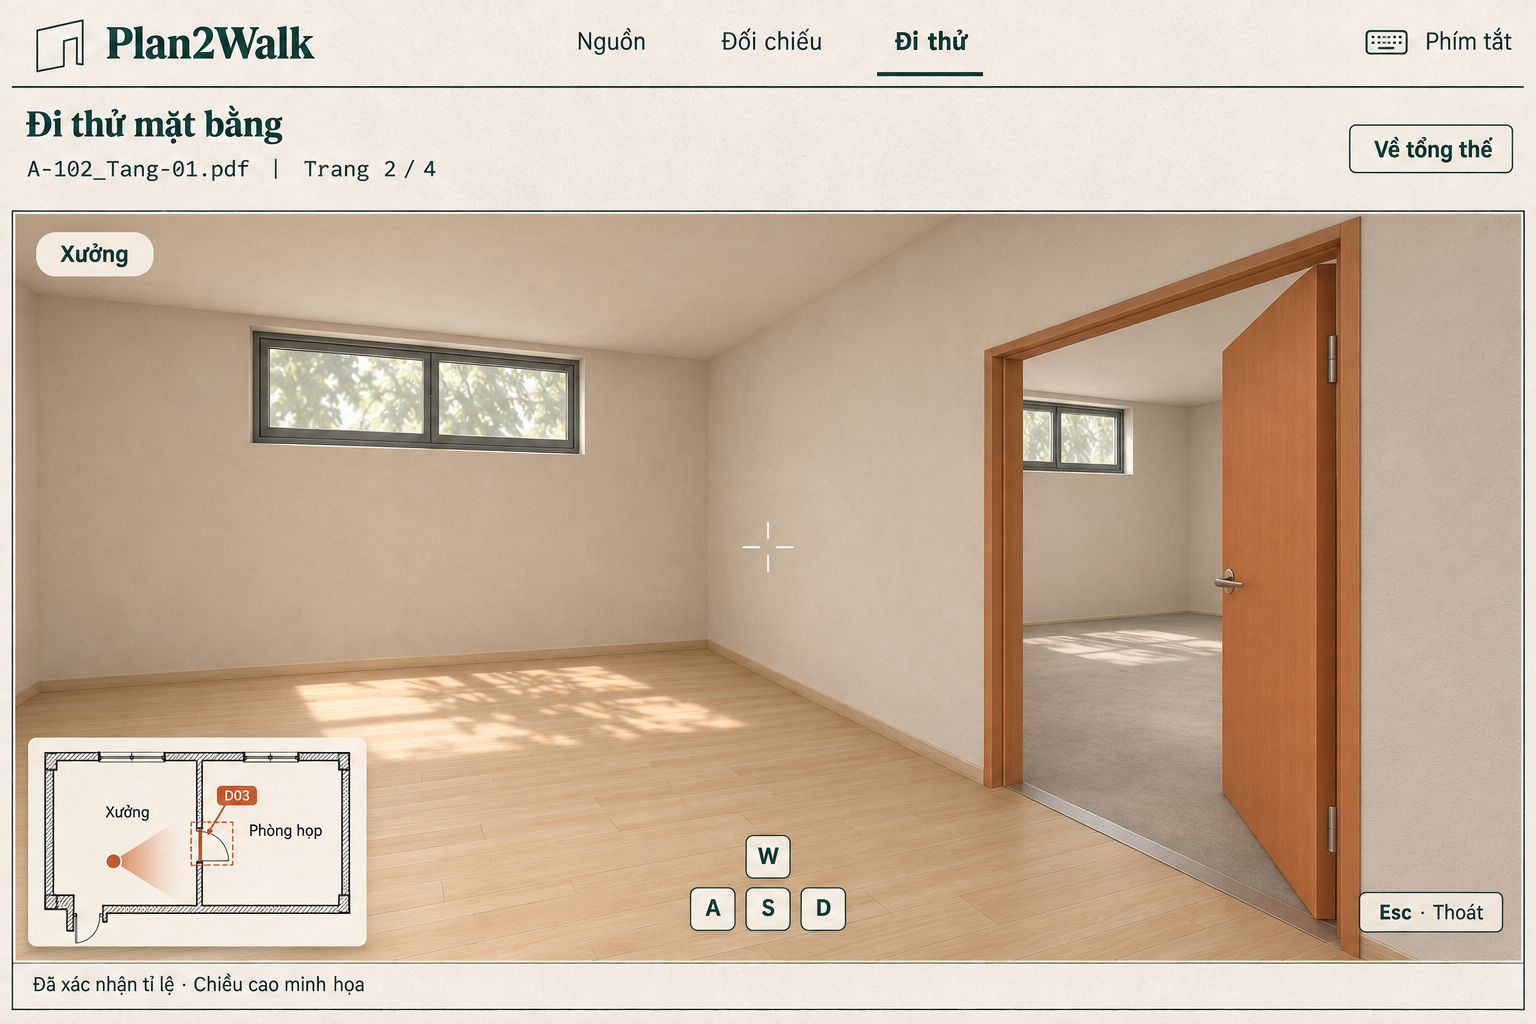 Plan2Walk
Nguồn
Đối chiếu
Đi thử
Phím tắt
Đi thử mặt bằng
A-102_Tang-01.pdf | Trang 2 / 4
Về tổng thể
Xưởng
D03
Xưởng
Phòng họp
W
A S D
Esc · Thoát
Đã xác nhận tỉ lệ · Chiều cao minh họa